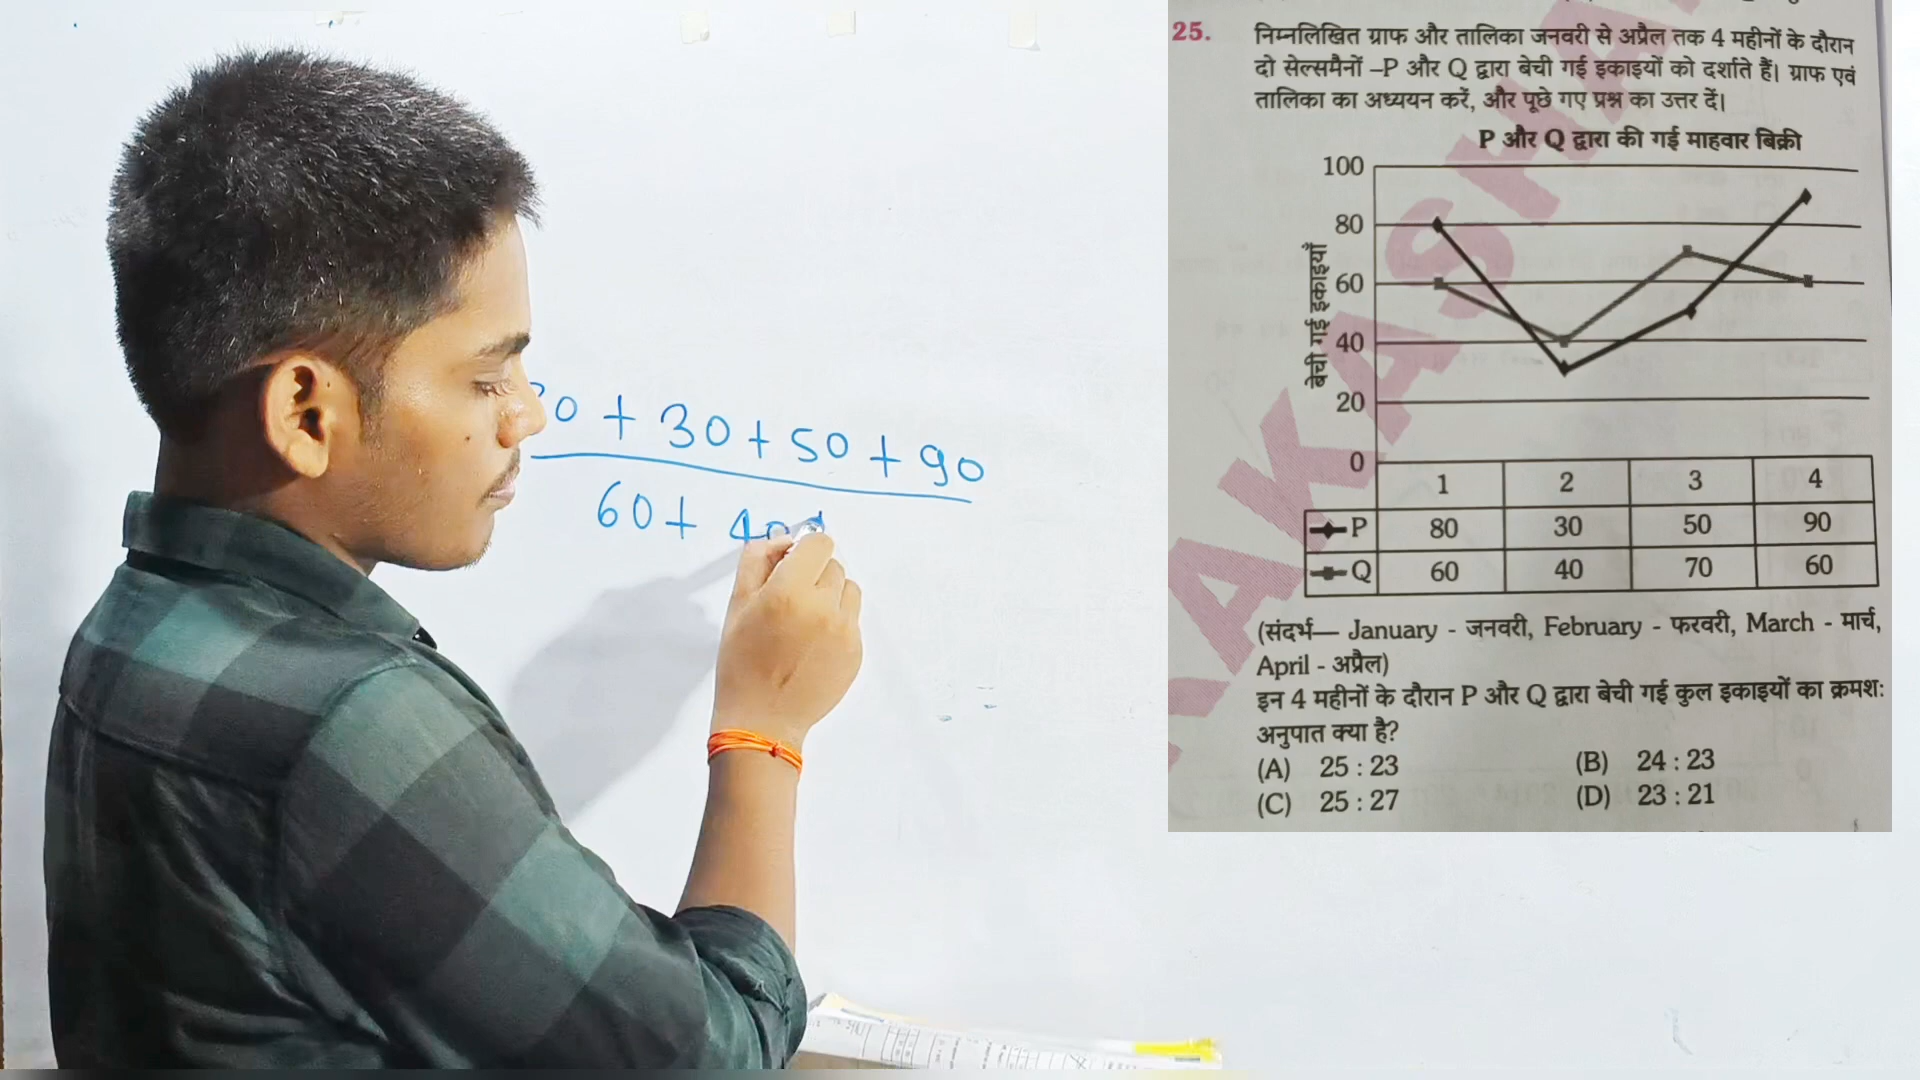 0 + 30 + 50 + 90
60 + 40
25. निम्नलिखित ग्राफ और तालिका जनवरी से अप्रैल तक 4 महीनों के दौरान
दो सेल्समैनों –P और Q द्वारा बेची गई इकाइयों को दर्शाते हैं। ग्राफ एवं
तालिका का अध्ययन करें, और पूछे गए प्रश्न का उत्तर दें।
P और Q द्वारा की गई माहवार बिक्री
बेची गई इकाइयाँ
100
80
60
40
20
0
1 2 3 4
P 80 30 50 90
Q 60 40 70 60
(संदर्भ— January - जनवरी, February - फरवरी, March - मार्च,
April - अप्रैल)
इन 4 महीनों के दौरान P और Q द्वारा बेची गई कुल इकाइयों का क्रमशः
अनुपात क्या है?
(A) 25 : 23 (B) 24 : 23
(C) 25 : 27 (D) 23 : 21